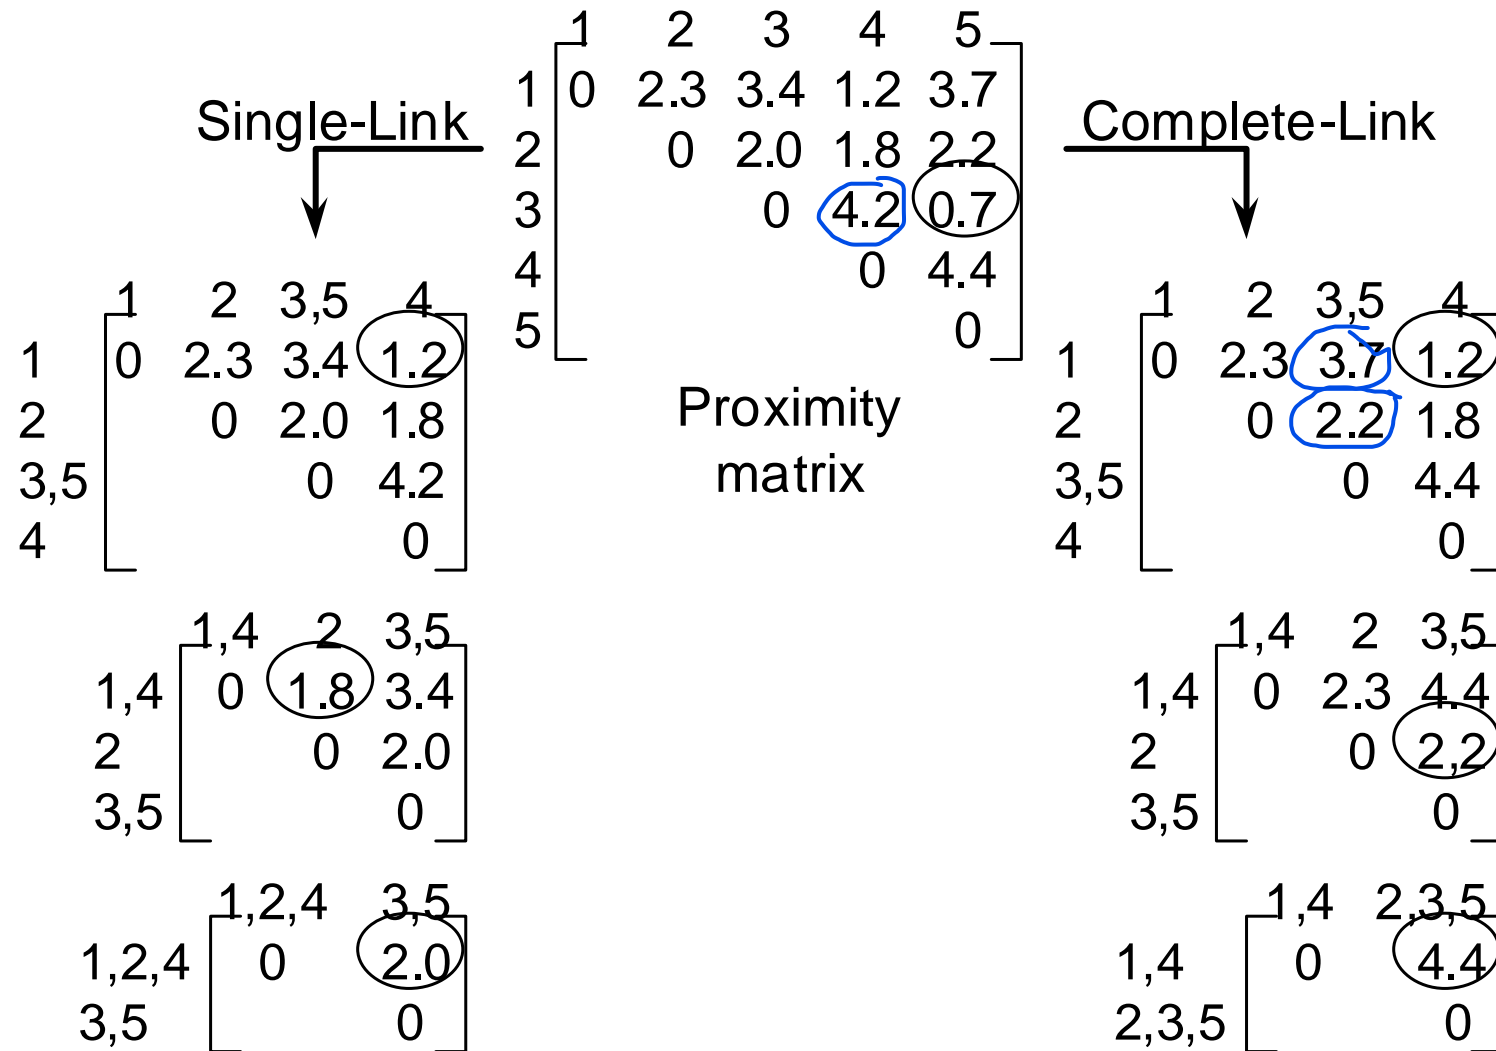 1 2 3 4 5
1 0 2.3 3.4 1.2 3.7
2 0 2.0 1.8 2.2
3 0 4.2 0.7
4 0 4.4
5 0
Proximity
matrix
Single-Link
1 2 3,5 4
1 0 2.3 3.4 1.2
2 0 2.0 1.8
3,5 0 4.2
4 0
1,4 2 3,5
1,4 0 1.8 3.4
2 0 2.0
3,5 0
1,2,4 3,5
1,2,4 0 2.0
3,5 0
Complete-Link
1 2 3,5 4
1 0 2.3 3.7 1.2
2 0 2.2 1.8
3,5 0 4.4
4 0
1,4 2 3,5
1,4 0 2.3 4.4
2 0 2,2
3,5 0
1,4 2,3,5
1,4 0 4.4
2,3,5 0